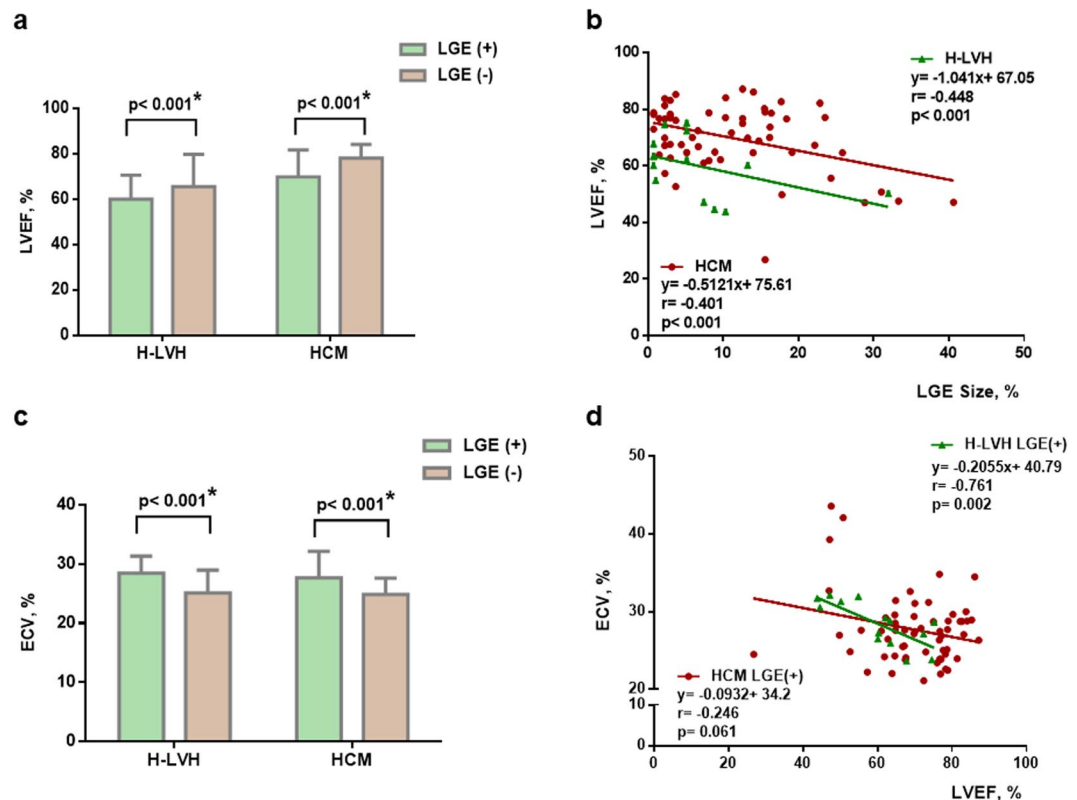 a
LGE (+)
LGE (-)
p< 0.001*
p< 0.001*
100
80
60
40
20
0
LVEF, %
H-LVH
HCM
b
H-LVH
y= -1.041x+ 67.05
r= -0.448
p< 0.001
100
80
60
40
20
0
LVEF, %
HCM
y= -0.5121x+ 75.61
r= -0.401
p< 0.001
0
10
20
30
40
50
LGE Size, %
c
LGE (+)
LGE (-)
p< 0.001*
p< 0.001*
40
30
20
10
0
ECV, %
H-LVH
HCM
d
H-LVH LGE(+)
y= -0.2055x+ 40.79
r= -0.761
p= 0.002
50
40
30
20
10
0
ECV, %
HCM LGE(+)
y= -0.0932+ 34.2
r= -0.246
p= 0.061
0
40
60
80
100
LVEF, %